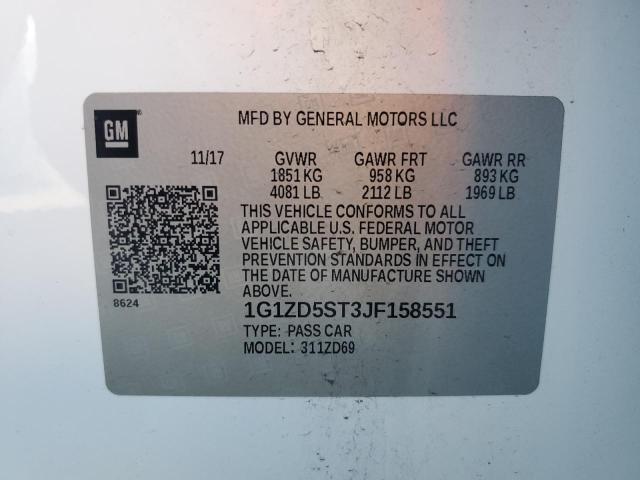 GM
MFD BY GENERAL MOTORS LLC
11/17 GVWR GAWR FRT GAWR RR
1851 KG 958 KG 893 KG
4081 LB 2112 LB 1969 LB
THIS VEHICLE CONFORMS TO ALL
APPLICABLE U.S. FEDERAL MOTOR
VEHICLE SAFETY, BUMPER, AND THEFT
PREVENTION STANDARDS IN EFFECT ON
THE DATE OF MANUFACTURE SHOWN
ABOVE.
8624
1G1ZD5ST3JF158551
TYPE: PASS CAR
MODEL: 311ZD69